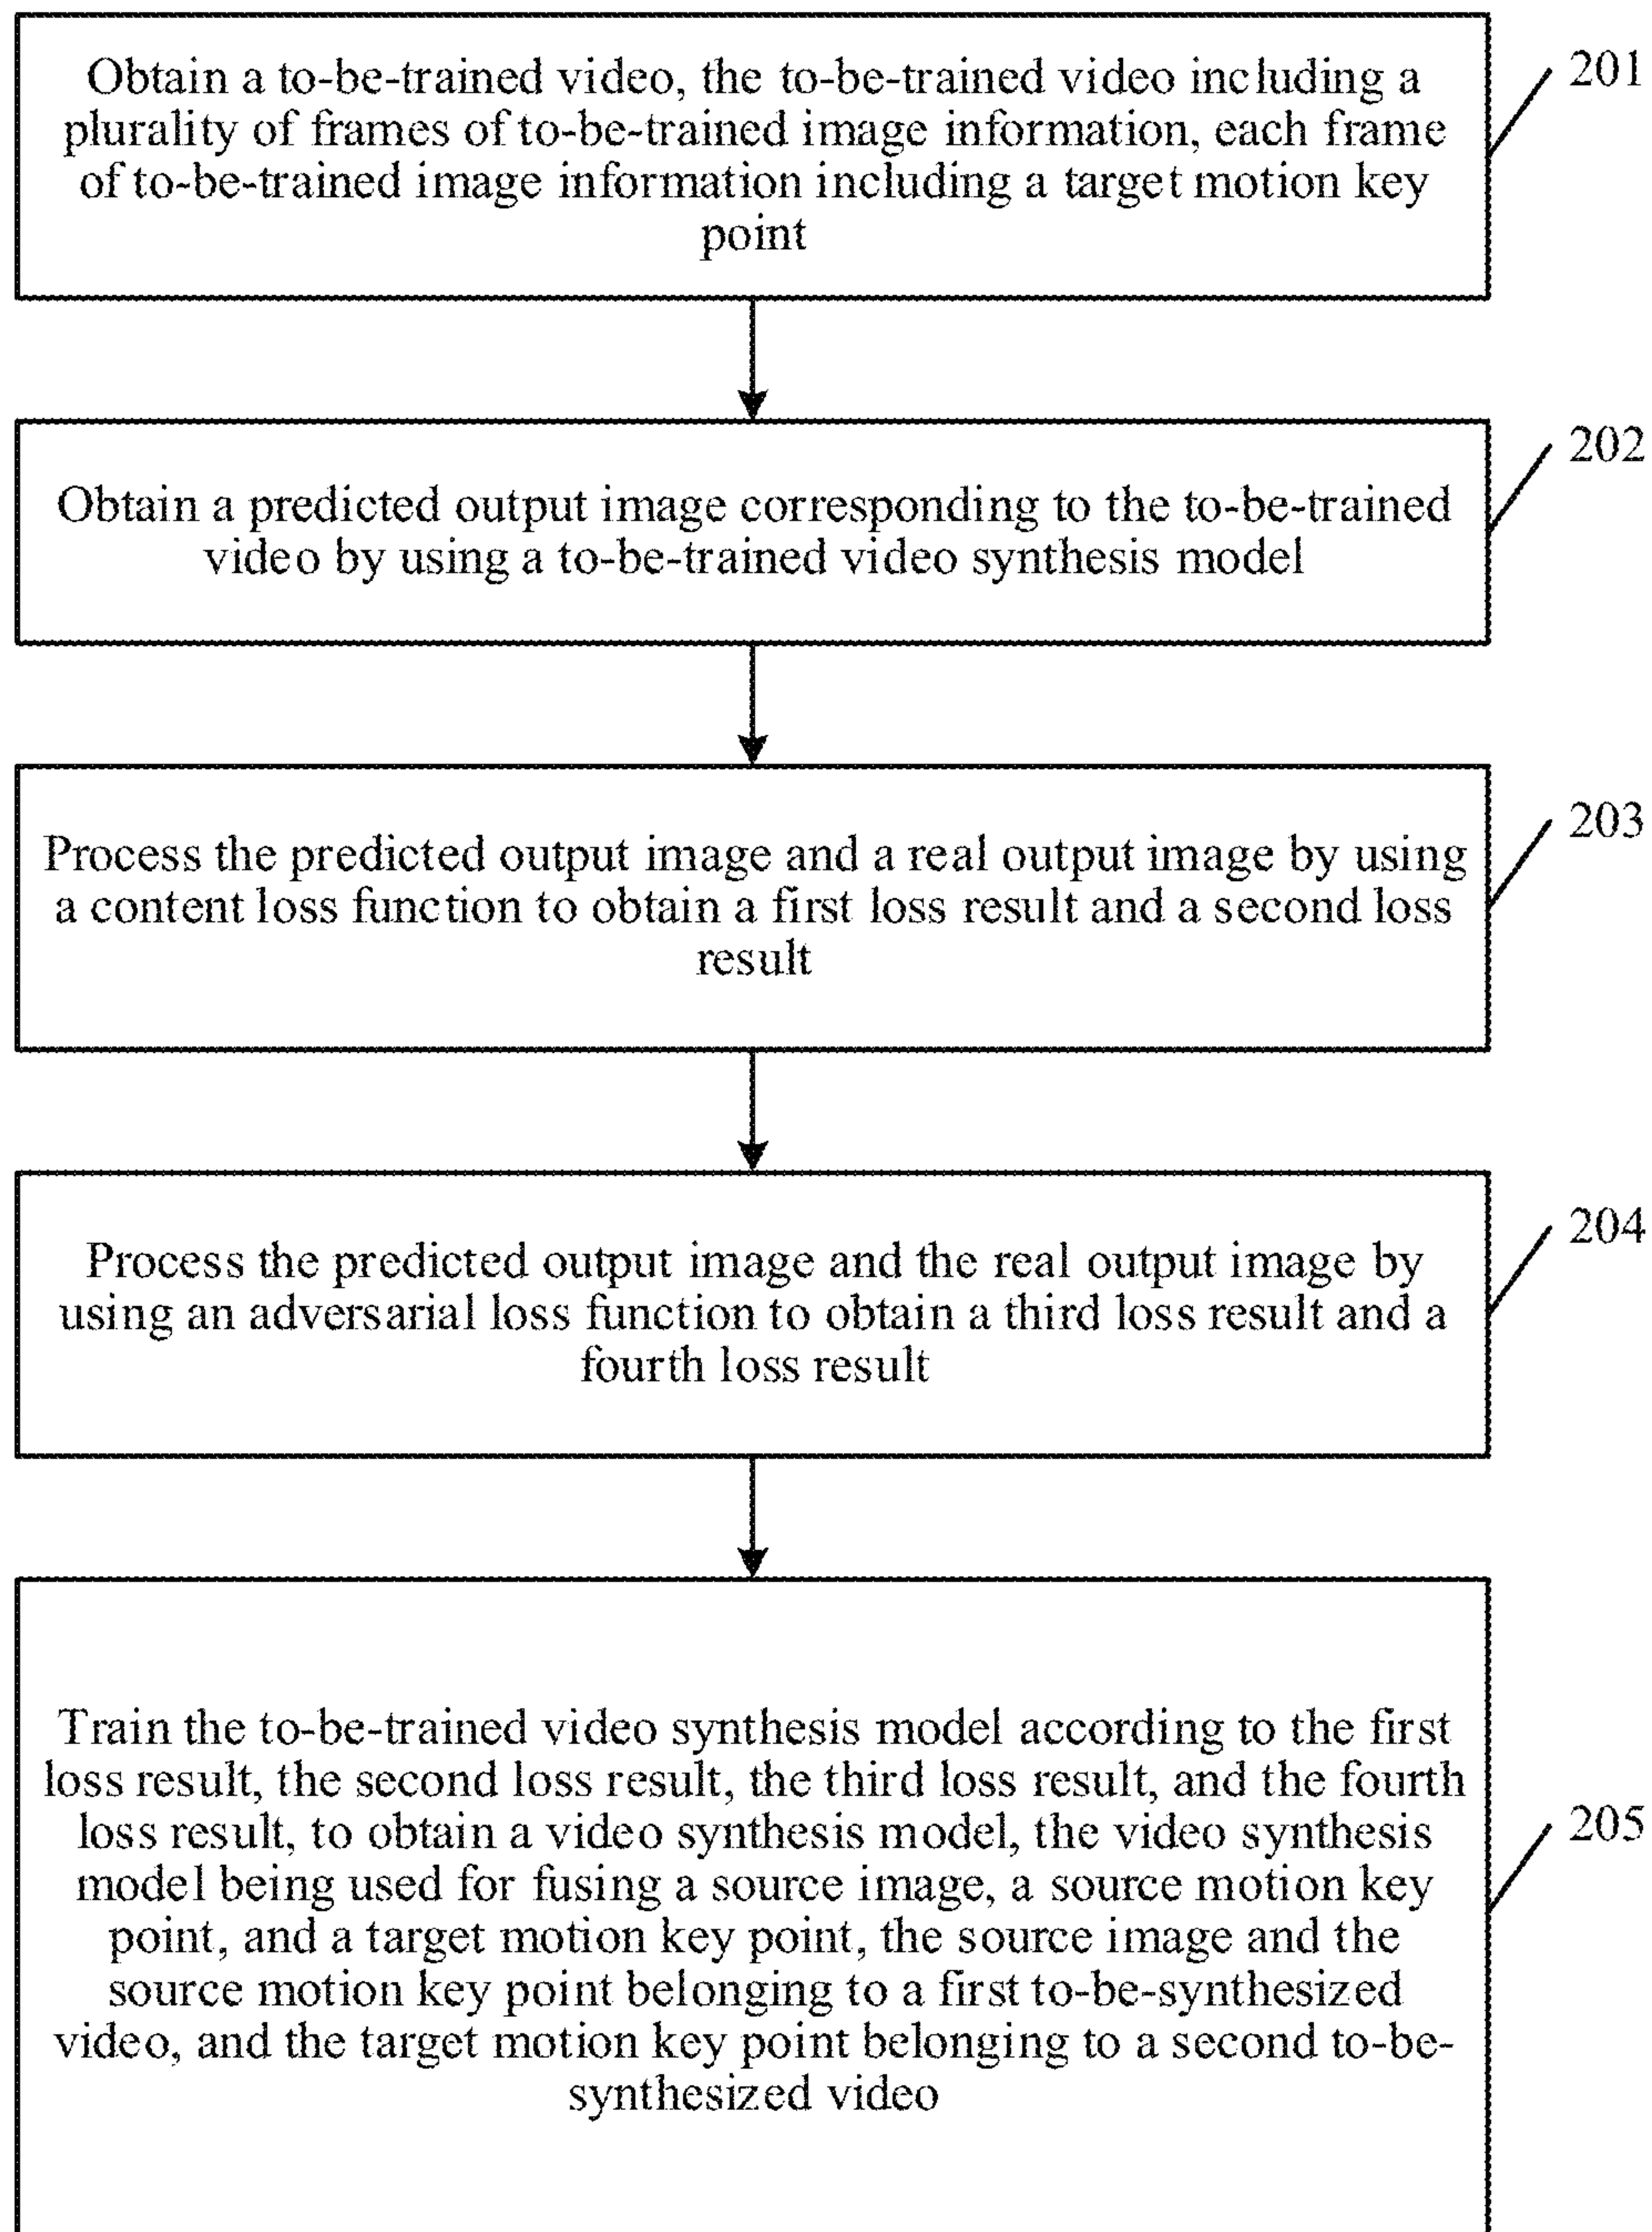 Obtain a to-be-trained video, the to-be-trained video including a
plurality of frames of to-be-trained image information, each frame
of to-be-trained image information including a target motion key
point
201
Obtain a predicted output image corresponding to the to-be-trained
video by using a to-be-trained video synthesis model
202
Process the predicted output image and a real output image by using
a content loss function to obtain a first loss result and a second loss
result
203
Process the predicted output image and the real output image by
using an adversarial loss function to obtain a third loss result and a
fourth loss result
204
Train the to-be-trained video synthesis model according to the first
loss result, the second loss result, the third loss result, and the fourth
loss result, to obtain a video synthesis model, the video synthesis
model being used for fusing a source image, a source motion key
point, and a target motion key point, the source image and the
source motion key point belonging to a first to-be-synthesized
video, and the target motion key point belonging to a second to-be-
synthesized video
205